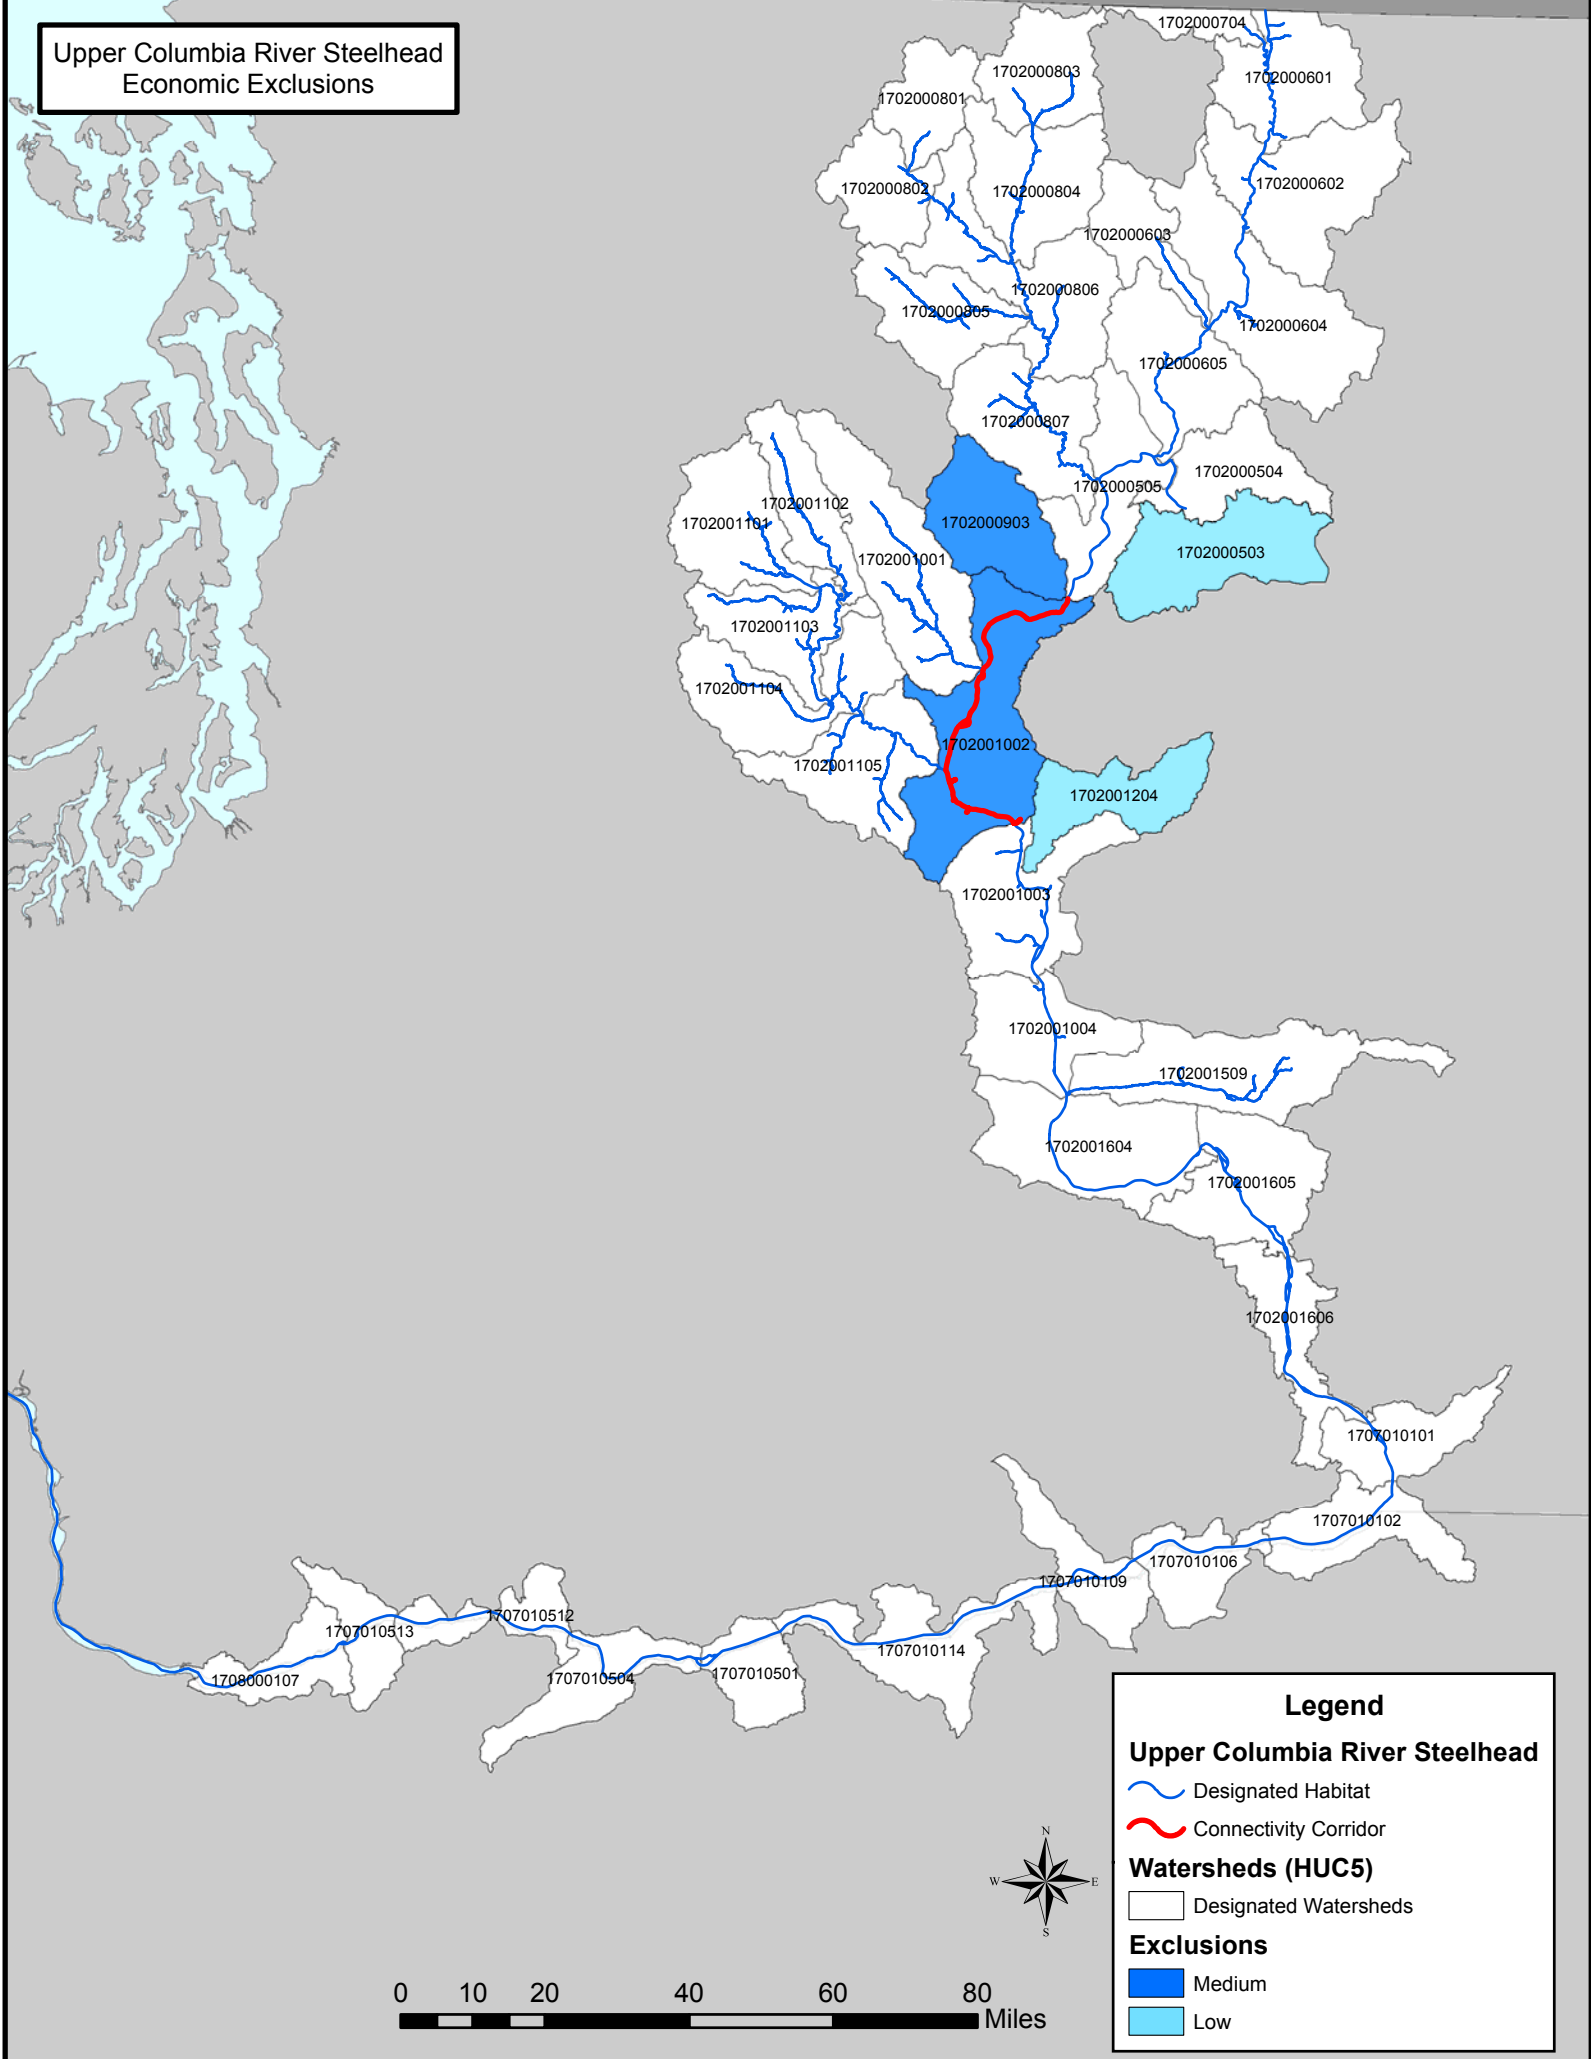 Upper Columbia River Steelhead
Economic Exclusions
1702000704
1702000803
1702000601
1702000801
1702000602
1702000802
1702000804
1702000603
1702000806
1702000805
1702000604
1702000605
1702000807
1702000504
1702000505
1702001102
1702001101
1702000903
1702000503
1702001001
1702001103
1702001104
1702001002
1702001105
1702001204
1702001003
1702001004
1702001509
1702001604
1702001605
1702001606
1707010101
1707010102
1707010106
1707010109
1707010512
1707010513
1707010114
1707010501
1707010504
1708000107
Legend
Upper Columbia River Steelhead
Designated Habitat
Connectivity Corridor
Watersheds (HUC5)
Designated Watersheds
Exclusions
Medium
Low
N
W E
S
0 10 20 40 60 80
Miles